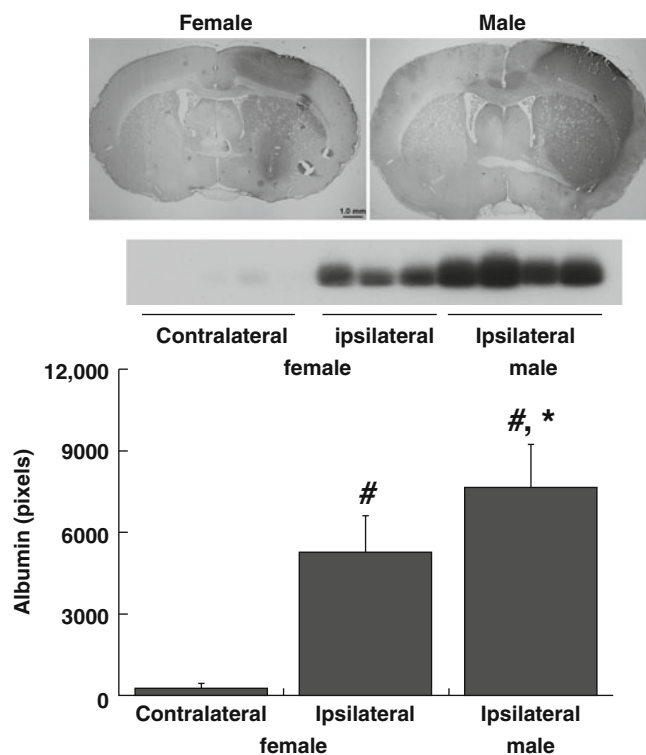 Female Male
1.0 mm
Contralateral ipsilateral Ipsilateral
female male
12,000
#, *
9000
#
Albumin (pixels)
6000
3000
0
Contralateral Ipsilateral Ipsilateral
female male